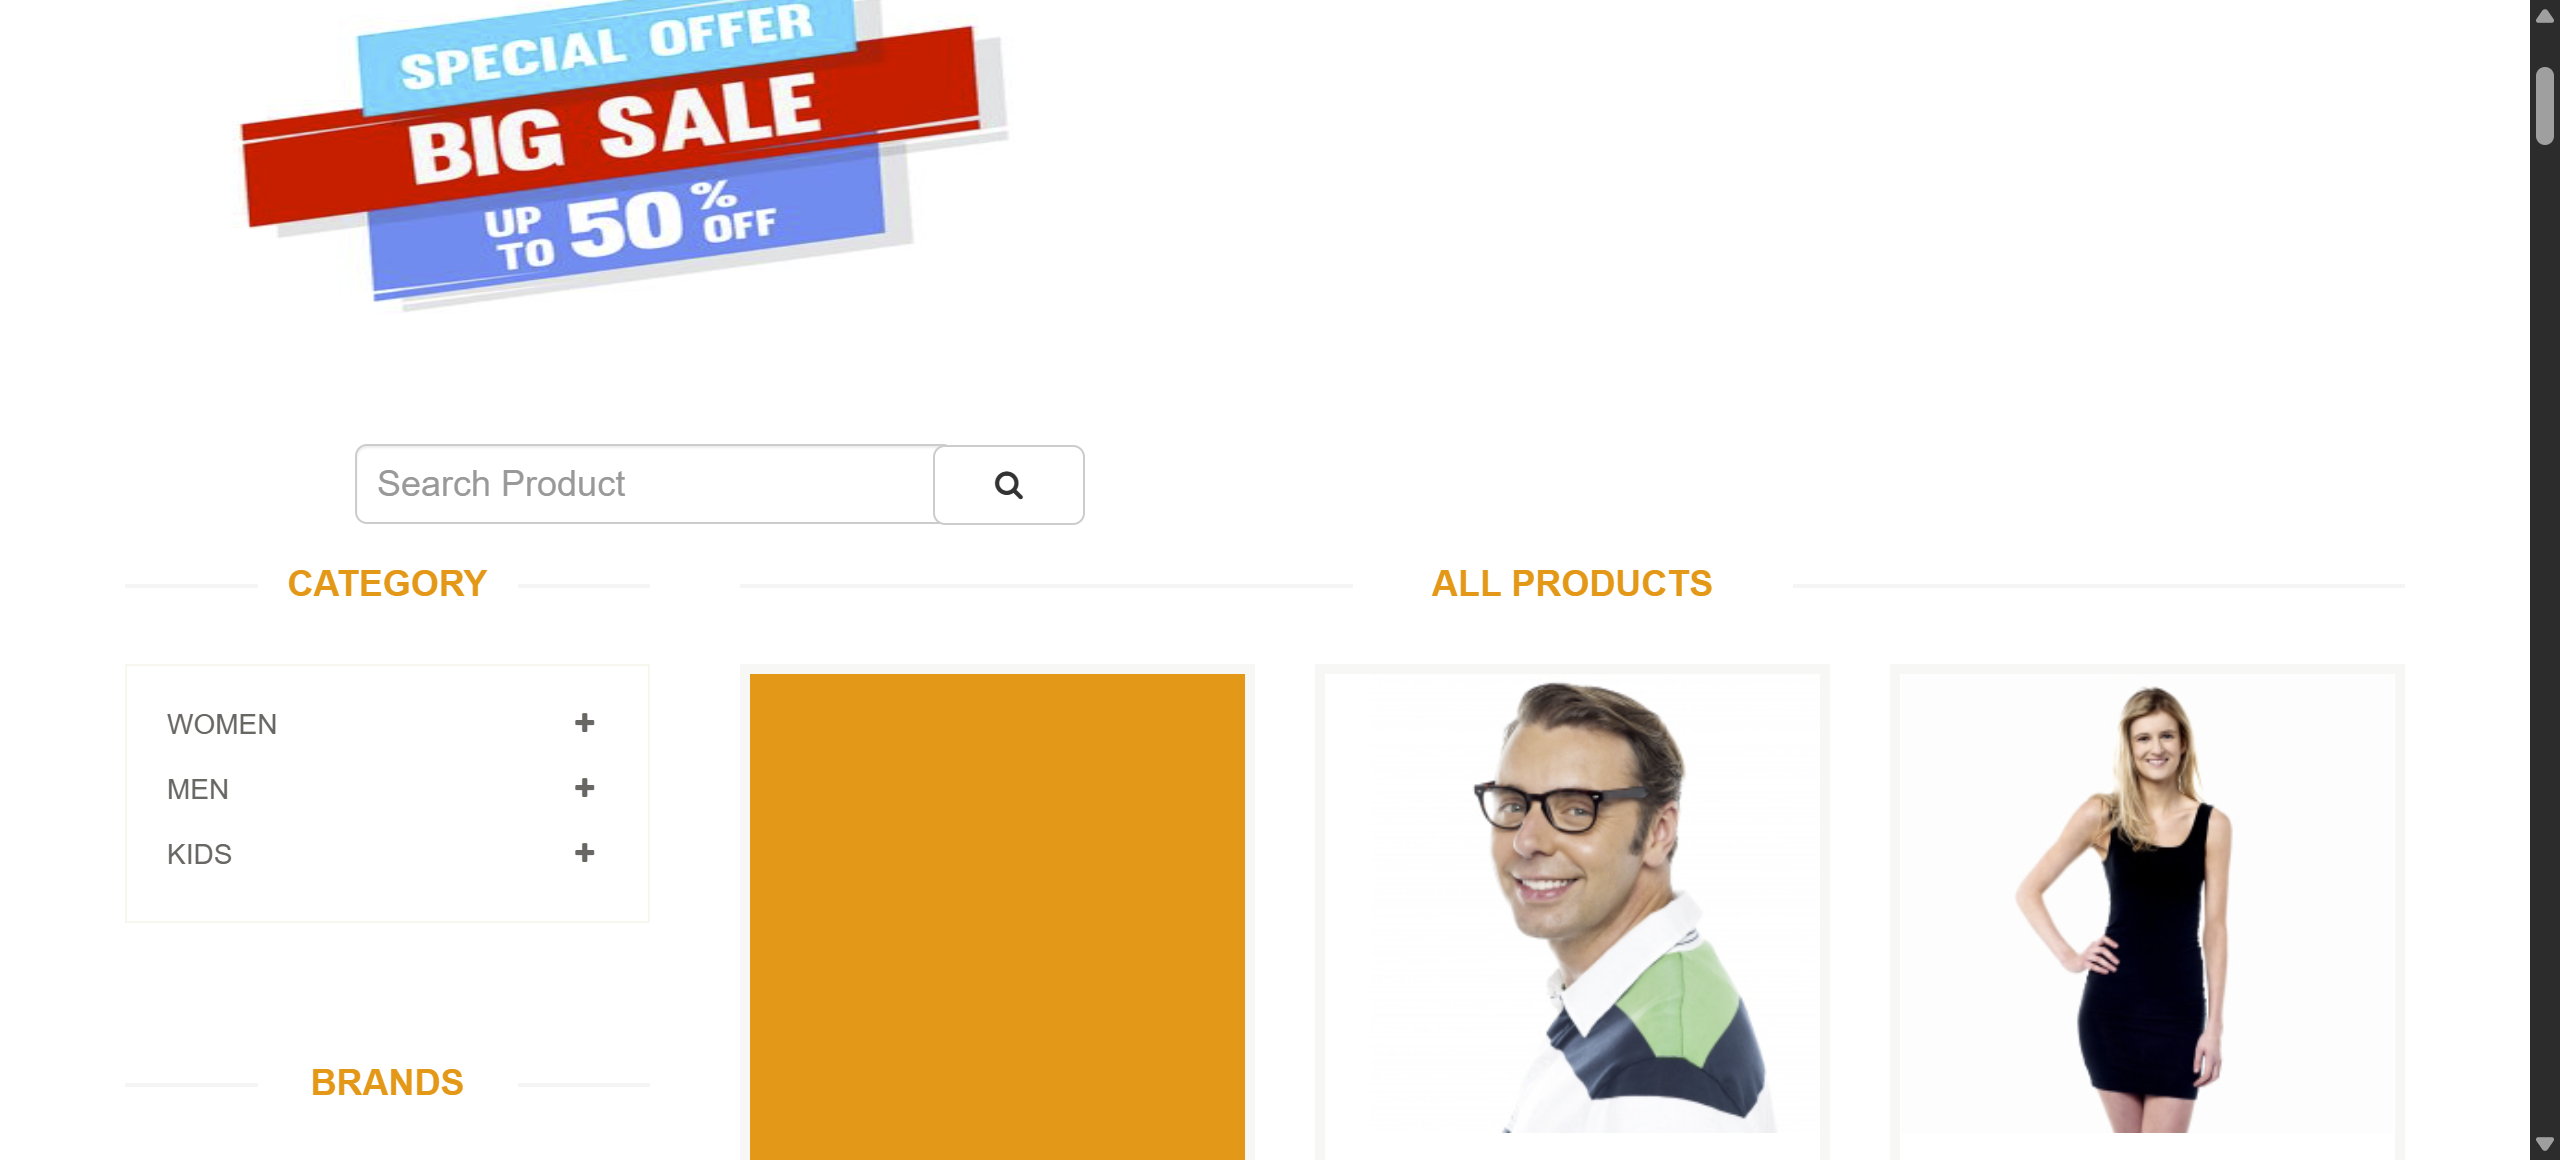 SPECIAL OFFER
BIG SALE
UP TO 50% OFF
Search Product
CATEGORY
ALL PRODUCTS
WOMEN
MEN
KIDS
BRANDS